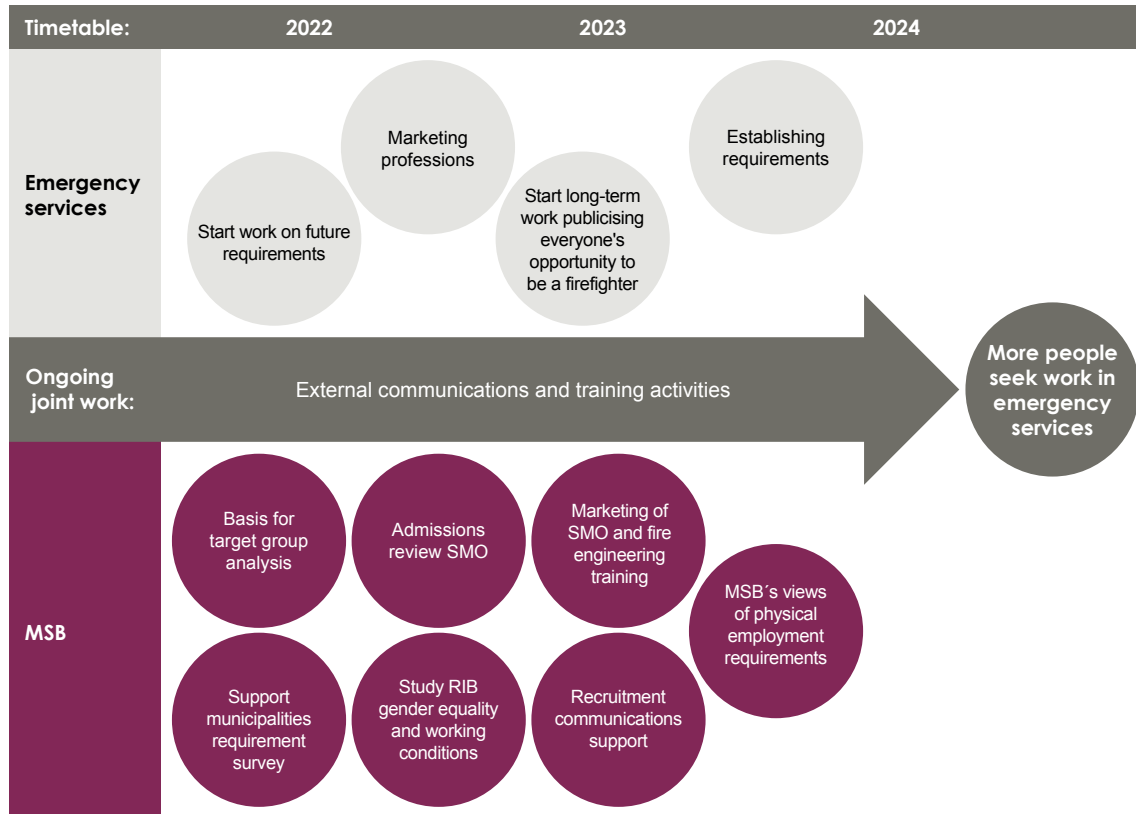 Timetable: 2022 2023 2024
Emergency
services
Start work on future
requirements
Marketing
professions
Start long-term
work publicising
everyone's
opportunity to
be a firefighter
Establishing
requirements
Ongoing
joint work:
External communications and training activities
More people
seek work in
emergency
services
MSB
Basis for
target group
analysis
Admissions
review SMO
Marketing of
SMO and fire
engineering
training
MSB´s views
of physical
employment
requirements
Support
municipalities
requirement
survey
Study RIB
gender equality
and working
conditions
Recruitment
communications
support